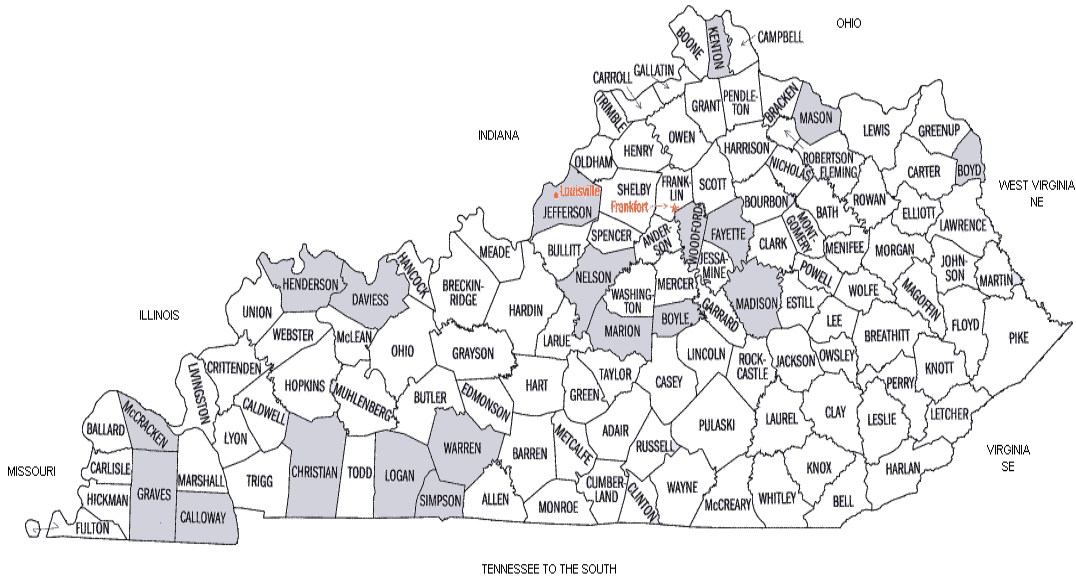 OHIO
BOONE
KENTON
CAMPBELL
CARROLL
GALLATIN
TRIMBLE
GRANT
PENDLE-
TON
BRACKEN
MASON
LEWIS
GREENUP
INDIANA
HENRY
OWEN
HARRISON
ROBERTSON
FLEMING
NICHOLAS
CARTER
BOYD
WEST VIRGINIA
NE
OLDHAM
Louisville
JEFFERSON
SHELBY
Frankfort
FRANK-
LIN
SCOTT
BOURBON
BATH
ROWAN
ELLIOTT
LAWRENCE
BULLITT
SPENCER
ANDER-
SON
WOODFORD
FAYETTE
CLARK
MONT
GOMERY
MENIFEE
MORGAN
JOHN-
SON
MARTIN
MEADE
HANCOCK
BRECKIN-
RIDGE
HARDIN
NELSON
WASHING-
TON
MERCER
JESSA-
MINE
GARRARD
MADISON
ESTILL
POWELL
WOLFE
MAGOFFIN
FLOYD
PIKE
ILLINOIS
UNION
HENDERSON
DAVIESS
WEBSTER
McLEAN
OHIO
GRAYSON
LARUE
MARION
BOYLE
LINCOLN
ROCK-
CASTLE
JACKSON
LEE
OWSLEY
BREATHITT
KNOTT
PERRY
LETCHER
LIVINGSTON
CRITTENDEN
HOPKINS
MUHLENBERG
BUTLER
EDMONSON
HART
GREEN
TAYLOR
CASEY
PULASKI
LAUREL
CLAY
LESLIE
HARLAN
VIRGINIA
SE
CALDWELL
LYON
McCRACKEN
BALLARD
MISSOURI
CARLISLE
HICKMAN
FULTON
GRAVES
MARSHALL
CALLOWAY
TRIGG
CHRISTIAN
TODD
LOGAN
WARREN
SIMPSON
ALLEN
BARREN
METCALFE
ADAIR
RUSSELL
MONROE
CUMBER-
LAND
CLINTON
WAYNE
McCREARY
WHITLEY
KNOX
BELL
TENNESSEE TO THE SOUTH